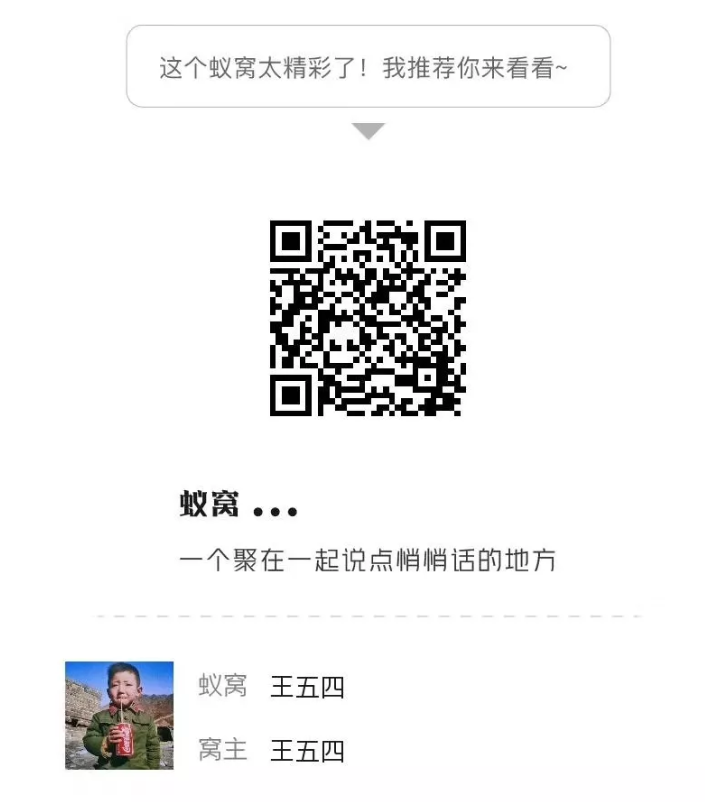 这个蚁窝太精彩了！我推荐你来看看~
蚁窝 ...
一个聚在一起说点悄悄话的地方
蚁窝 王五四
窝主 王五四